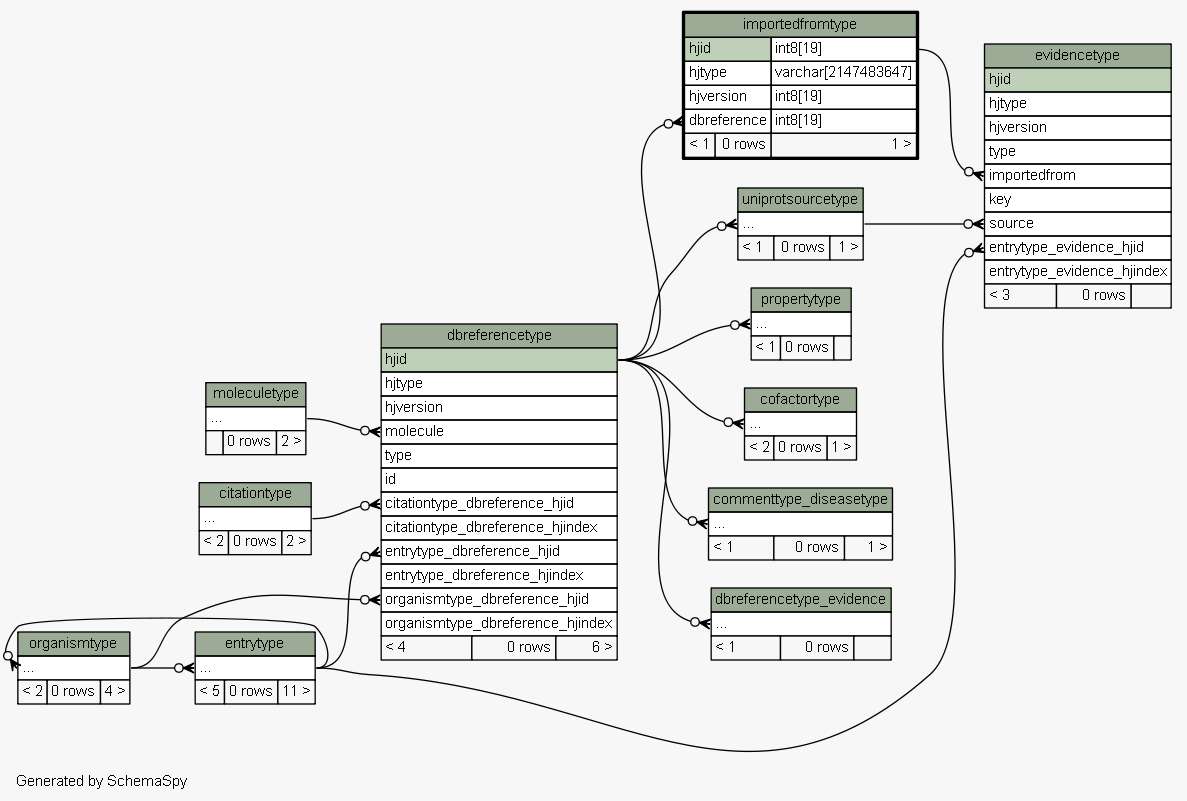 importedfromtype
hjid int8[19]
hjtype varchar[2147483647]
hjversion int8[19]
dbreference int8[19]
< 1 0 rows 1 >
evidencetype
hjid
hjtype
hjversion
type
importedfrom
key
source
entrytype_evidence_hjid
entrytype_evidence_hjindex
< 3 0 rows
uniprotsourcetype
...
< 1 0 rows 1 >
propertytype
...
< 1 0 rows
dbreferencetype
hjid
hjtype
hjversion
molecule
type
id
citationtype_dbreference_hjid
citationtype_dbreference_hjindex
entrytype_dbreference_hjid
entrytype_dbreference_hjindex
organismtype_dbreference_hjid
organismtype_dbreference_hjindex
< 4 0 rows 6 >
moleculetype
...
0 rows 2 >
cofactortype
...
< 2 0 rows 1 >
citationtype
...
< 2 0 rows 2 >
commenttype_diseasetype
...
< 1 0 rows 1 >
dbreferencetype_evidence
...
< 1 0 rows
organismtype
...
< 2 0 rows 4 >
entrytype
...
< 5 0 rows 11 >
Generated by SchemaSpy